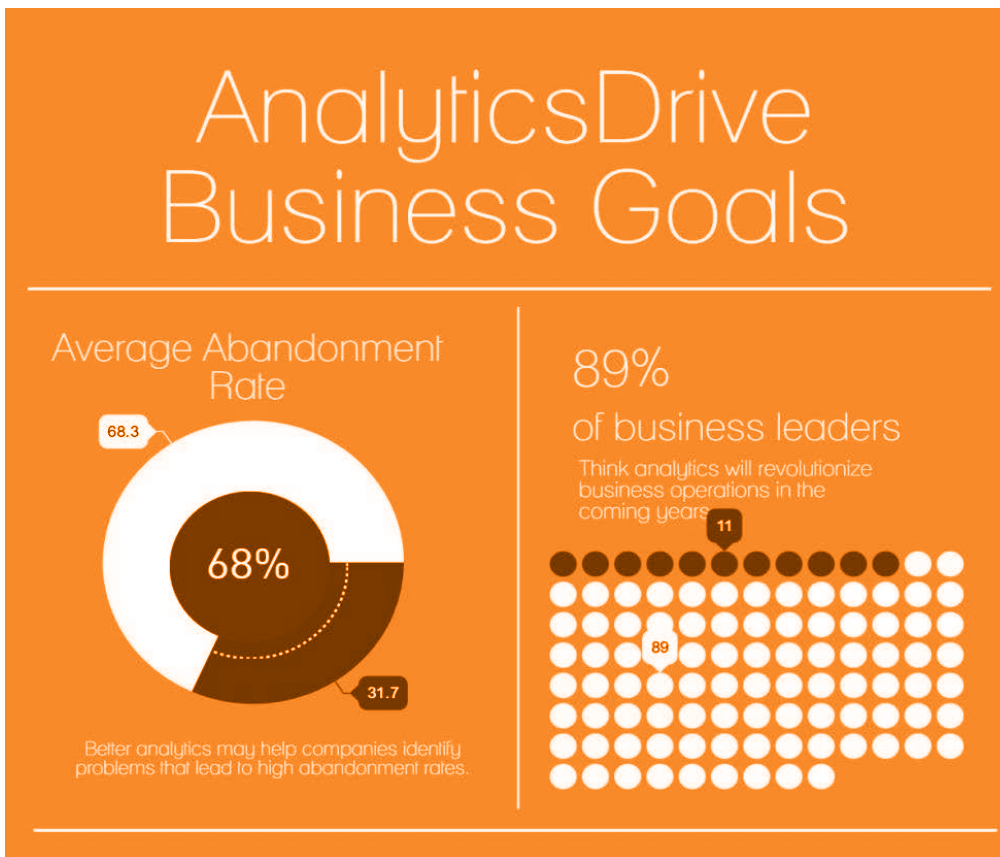 AnalyticsDrive
Business Goals
Average Abandonment
Rate
68.3
68%
31.7
Better analytics may help companies identify
problems that lead to high abandonment rates.
89%
of business leaders
Think analytics will revolutionize
business operations in the
coming years
11
89